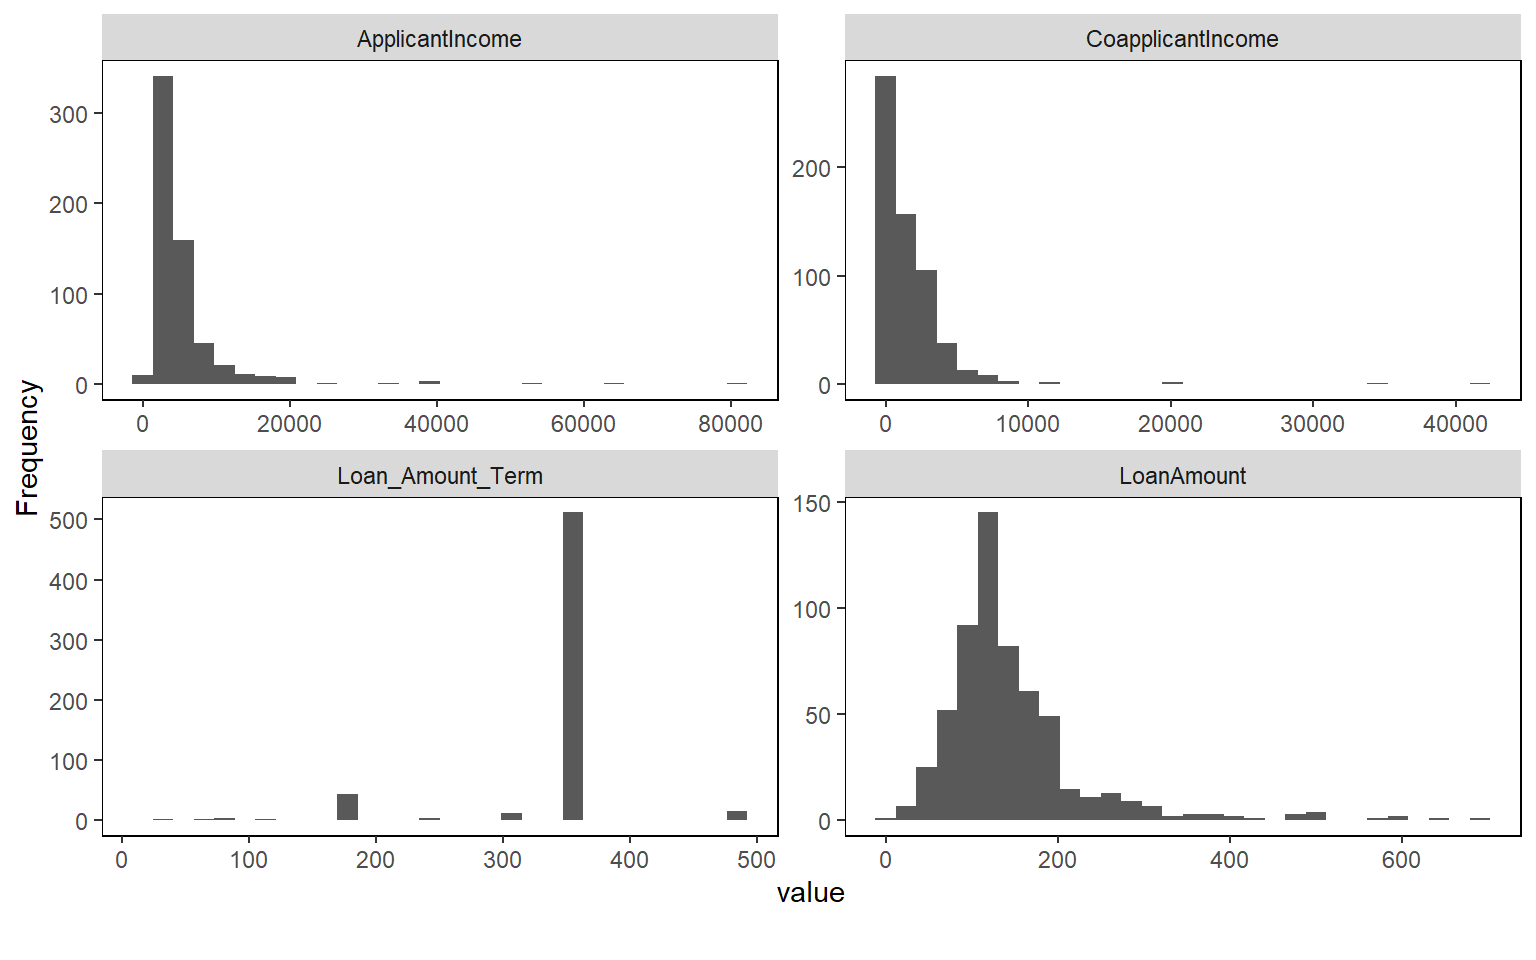 ApplicantIncome
CoapplicantIncome
300
200
100
0
0 20000 40000 60000 80000
200
100
0
0 10000 20000 30000 40000
Frequency
Loan_Amount_Term
LoanAmount
500
400
300
200
100
0
0 100 200 300 400 500
150
100
50
0
0 200 400 600
value